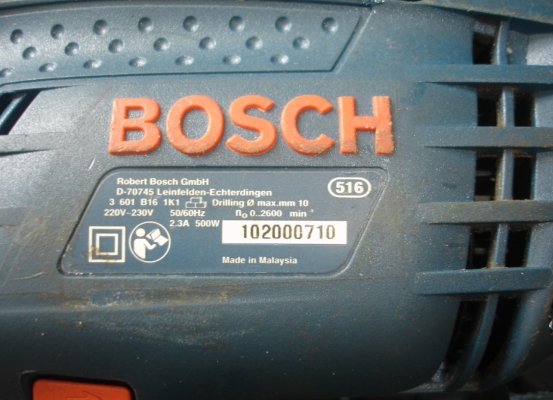 BOSCH
Robert Bosch GmbH
D-70745 Leinfelden-Echterdingen
516
3 601 B16 1K1 Drilling Ø max.mm 10
220V~230V 50/60Hz n₀ 0..2600 min⁻¹
2.3A 500W 102000710
Made in Malaysia